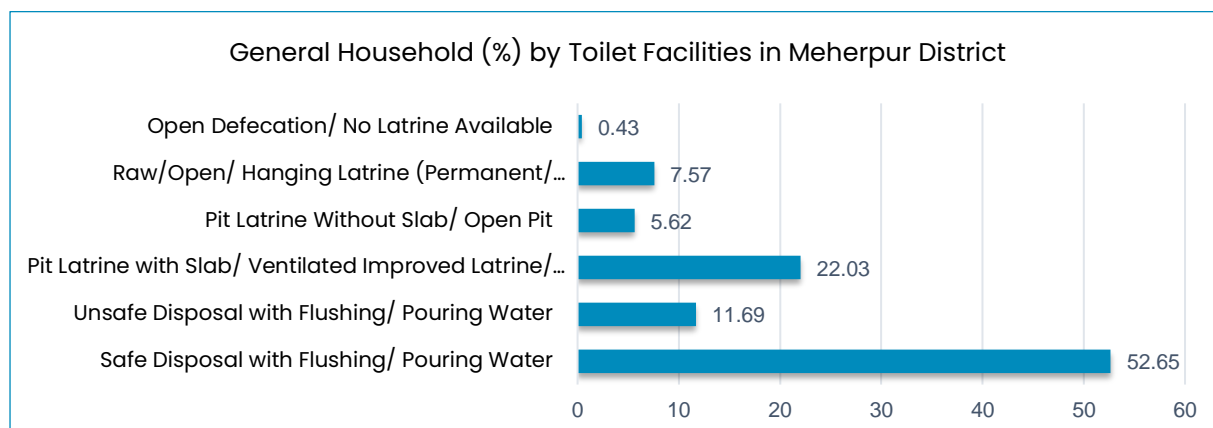 General Household (%) by Toilet Facilities in Meherpur District
Open Defecation/ No Latrine Available
0.43
Raw/Open/ Hanging Latrine (Permanent/...
7.57
Pit Latrine Without Slab/ Open Pit
5.62
Pit Latrine with Slab/ Ventilated Improved Latrine/...
22.03
Unsafe Disposal with Flushing/ Pouring Water
11.69
Safe Disposal with Flushing/ Pouring Water
52.65
0 10 20 30 40 50 60